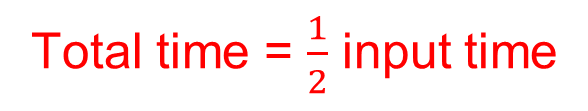 Total time = 1/2 input time